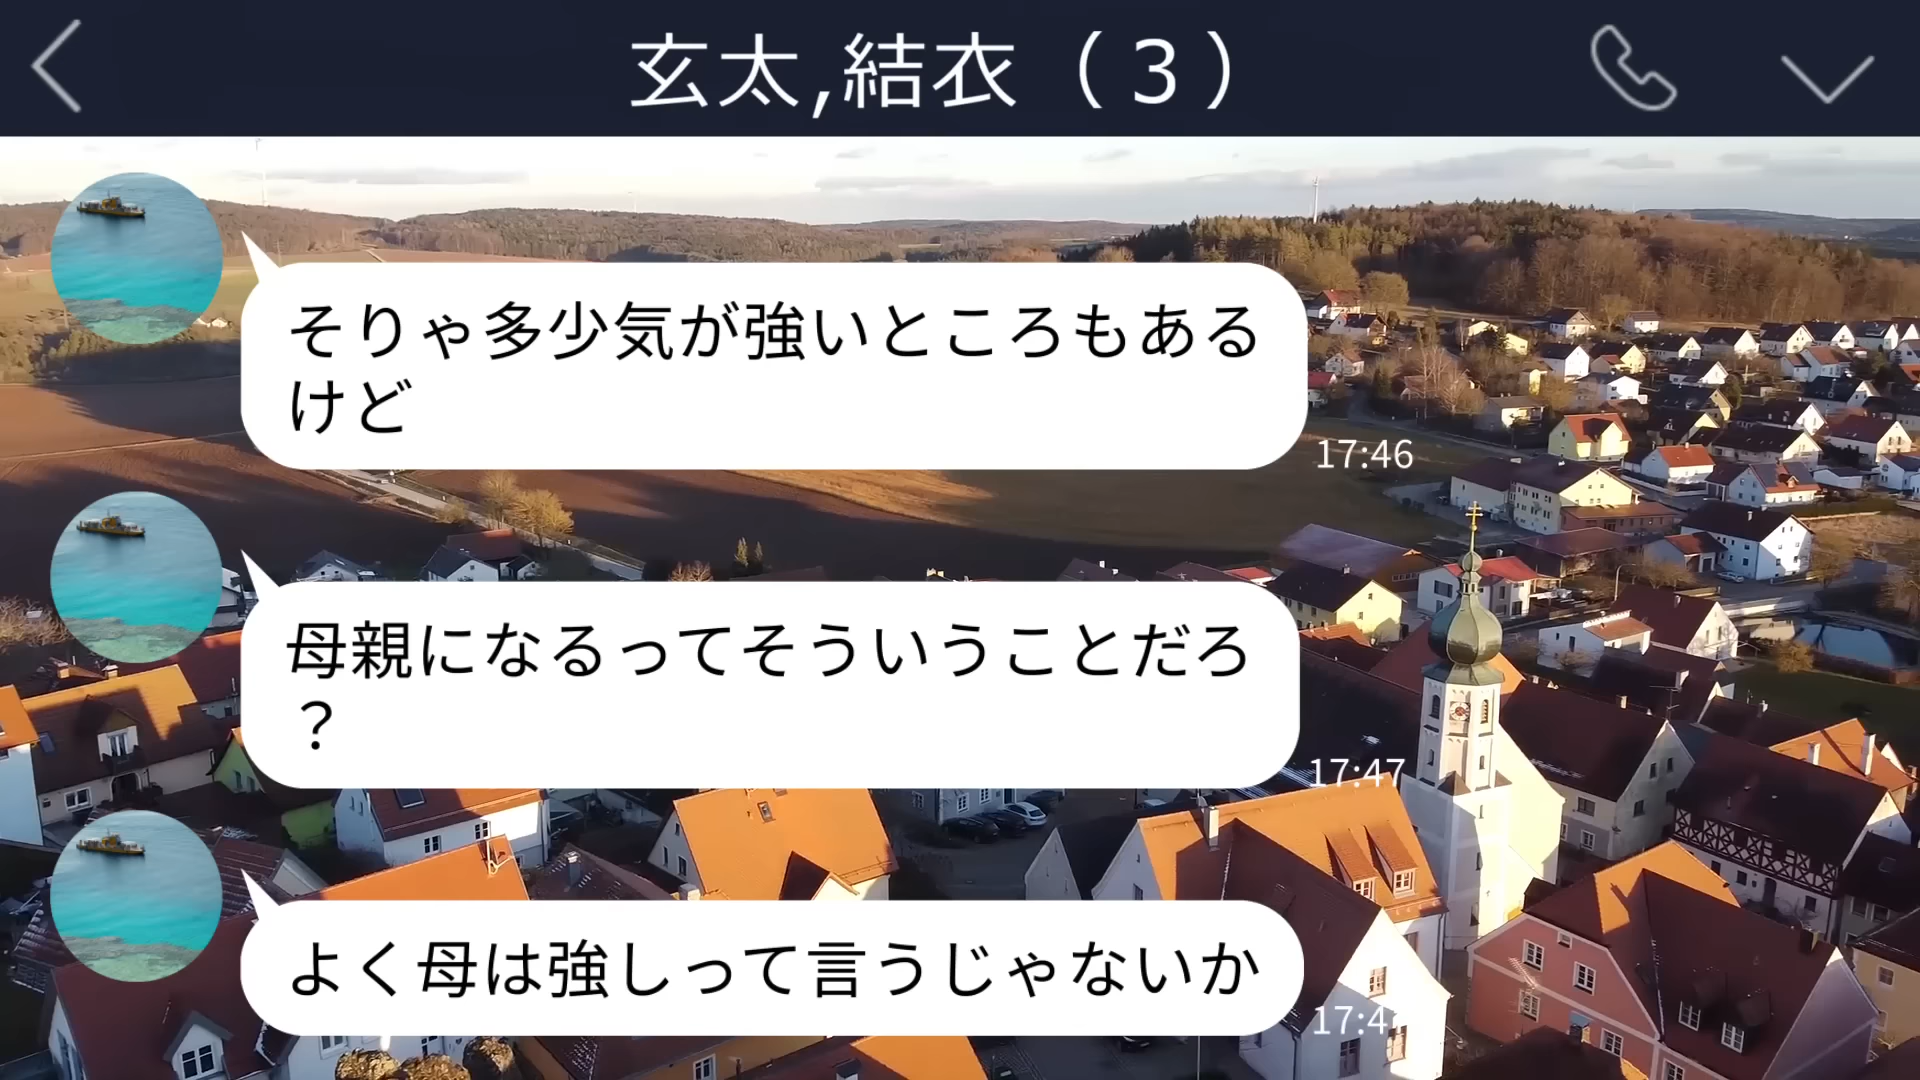 玄太,結衣（3）
そりゃ多少気が強いところもある
けど
17:46
母親になるってそういうことだろ
？
17:47
よく母は強しって言うじゃないか